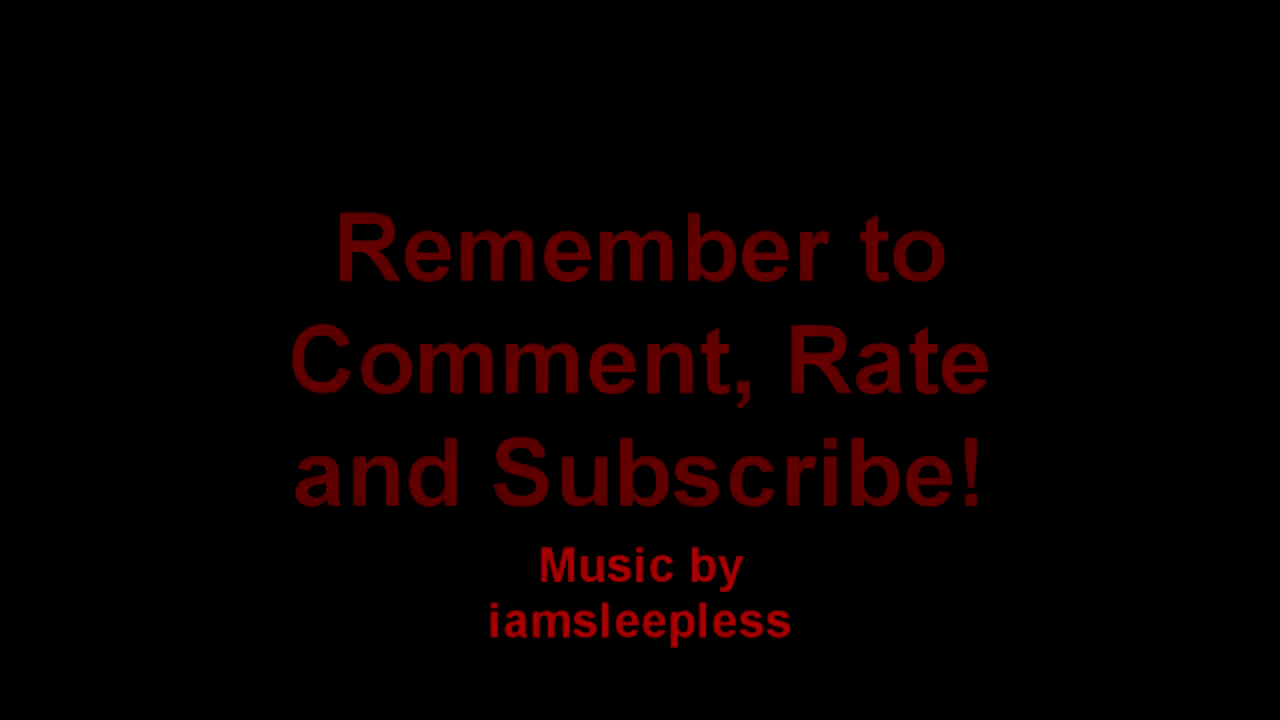 Remember to
Comment, Rate
and Subscribe!
Music by
iamsleepless